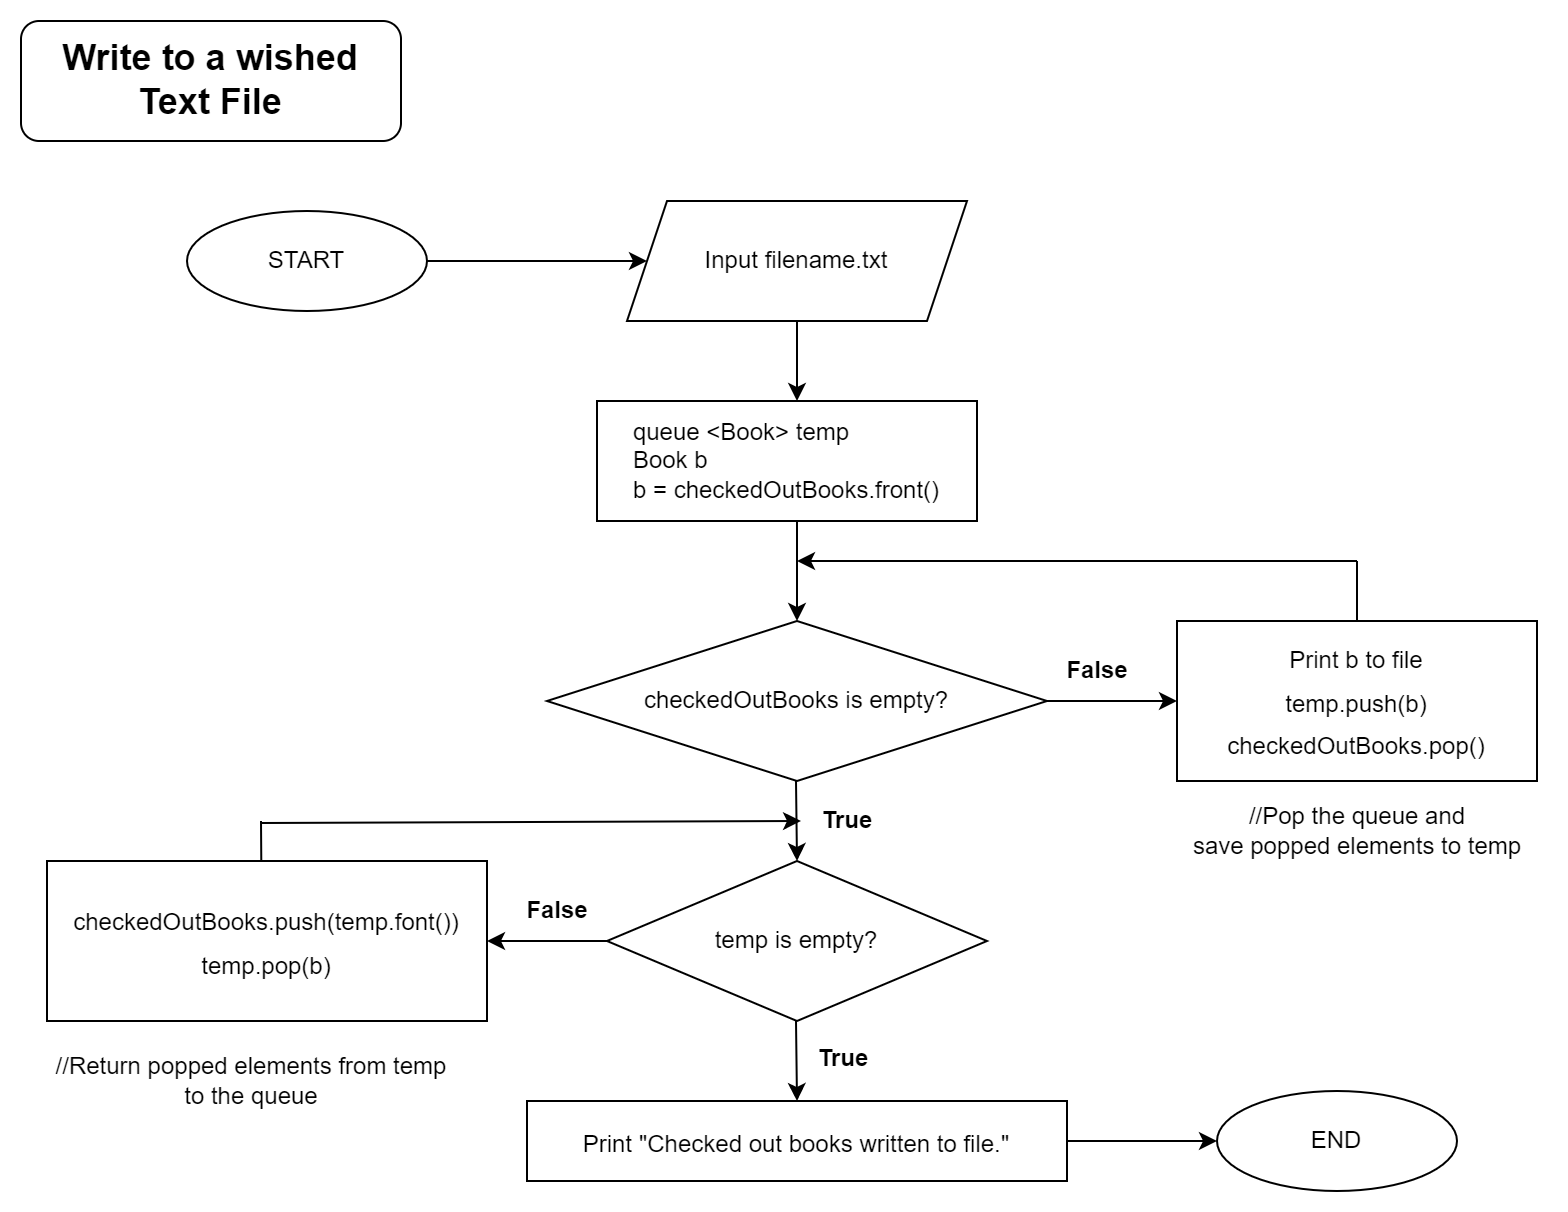 Write to a wished
Text File
START
Input filename.txt
queue <Book> temp
Book b
b = checkedOutBooks.front()
checkedOutBooks is empty?
False
Print b to file
temp.push(b)
checkedOutBooks.pop()
//Pop the queue and
save popped elements to temp
True
temp is empty?
False
checkedOutBooks.push(temp.font())
temp.pop(b)
//Return popped elements from temp
to the queue
True
Print "Checked out books written to file."
END